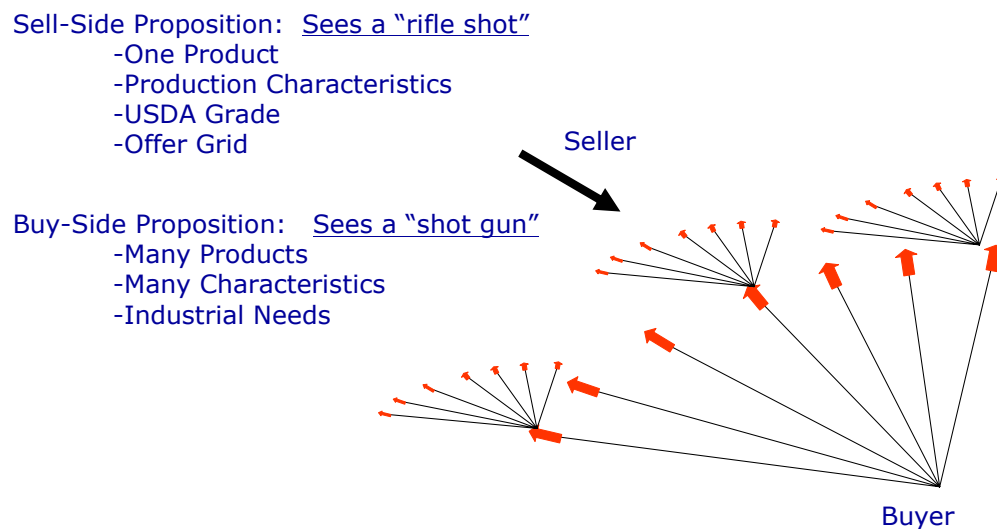 Sell-Side Proposition: Sees a “rifle shot”
-One Product
-Production Characteristics
-USDA Grade
-Offer Grid
Seller
Buy-Side Proposition: Sees a “shot gun”
-Many Products
-Many Characteristics
-Industrial Needs
Buyer